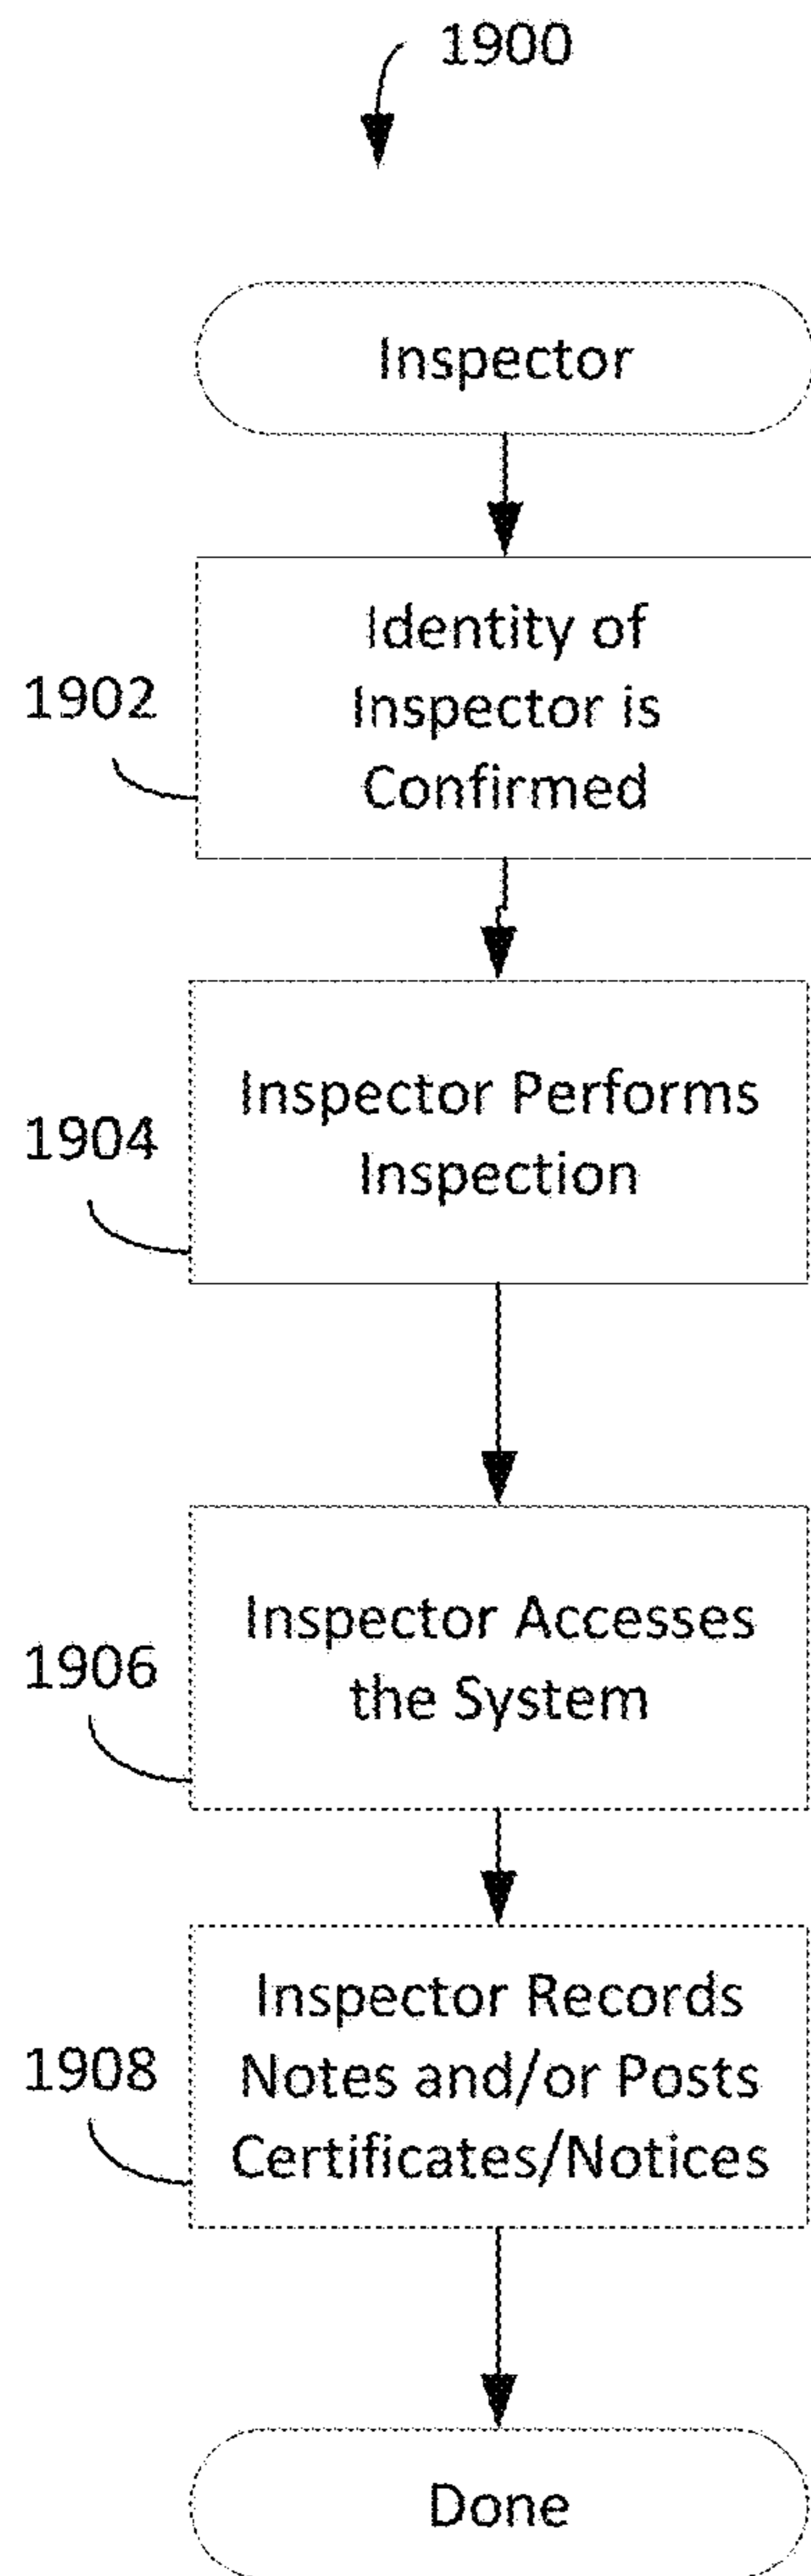 1900
Inspector
Identity of
Inspector is
Confirmed
1902
Inspector Performs
Inspection
1904
Inspector Accesses
the System
1906
Inspector Records
Notes and/or Posts
Certificates/Notices
1908
Done